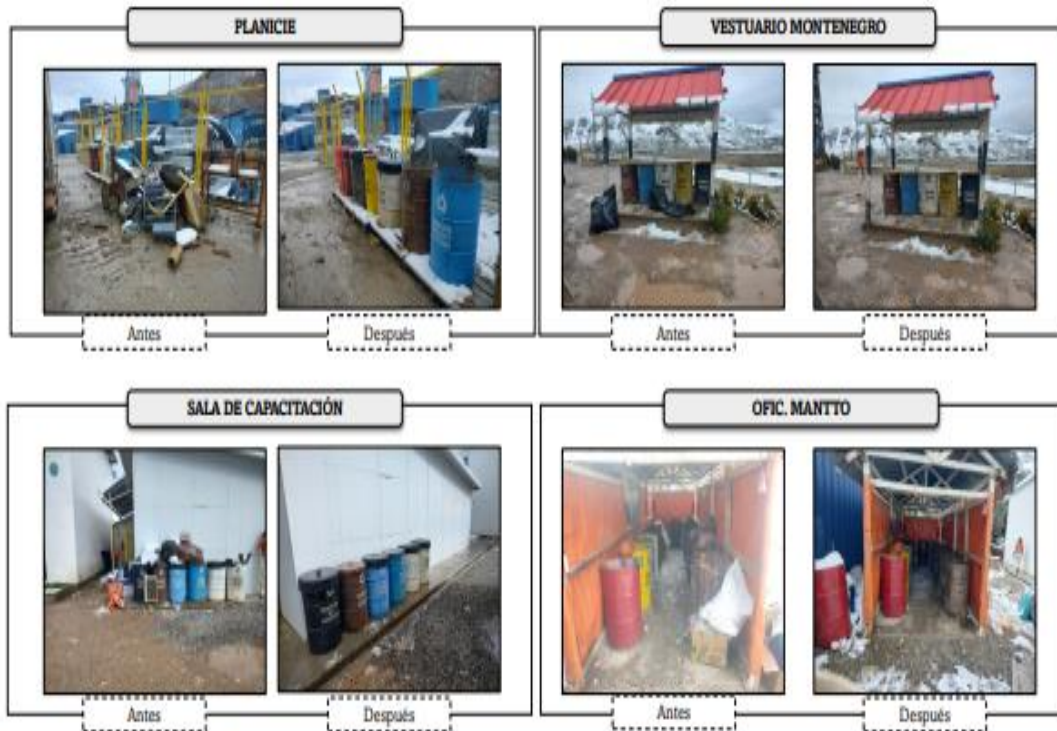 PLANICIE
VESTUARIO MONTENEGRO
Antes
Después
Antes
Después
SALA DE CAPACITACIÓN
OFIC. MANTTO
Antes
Después
Antes
Después